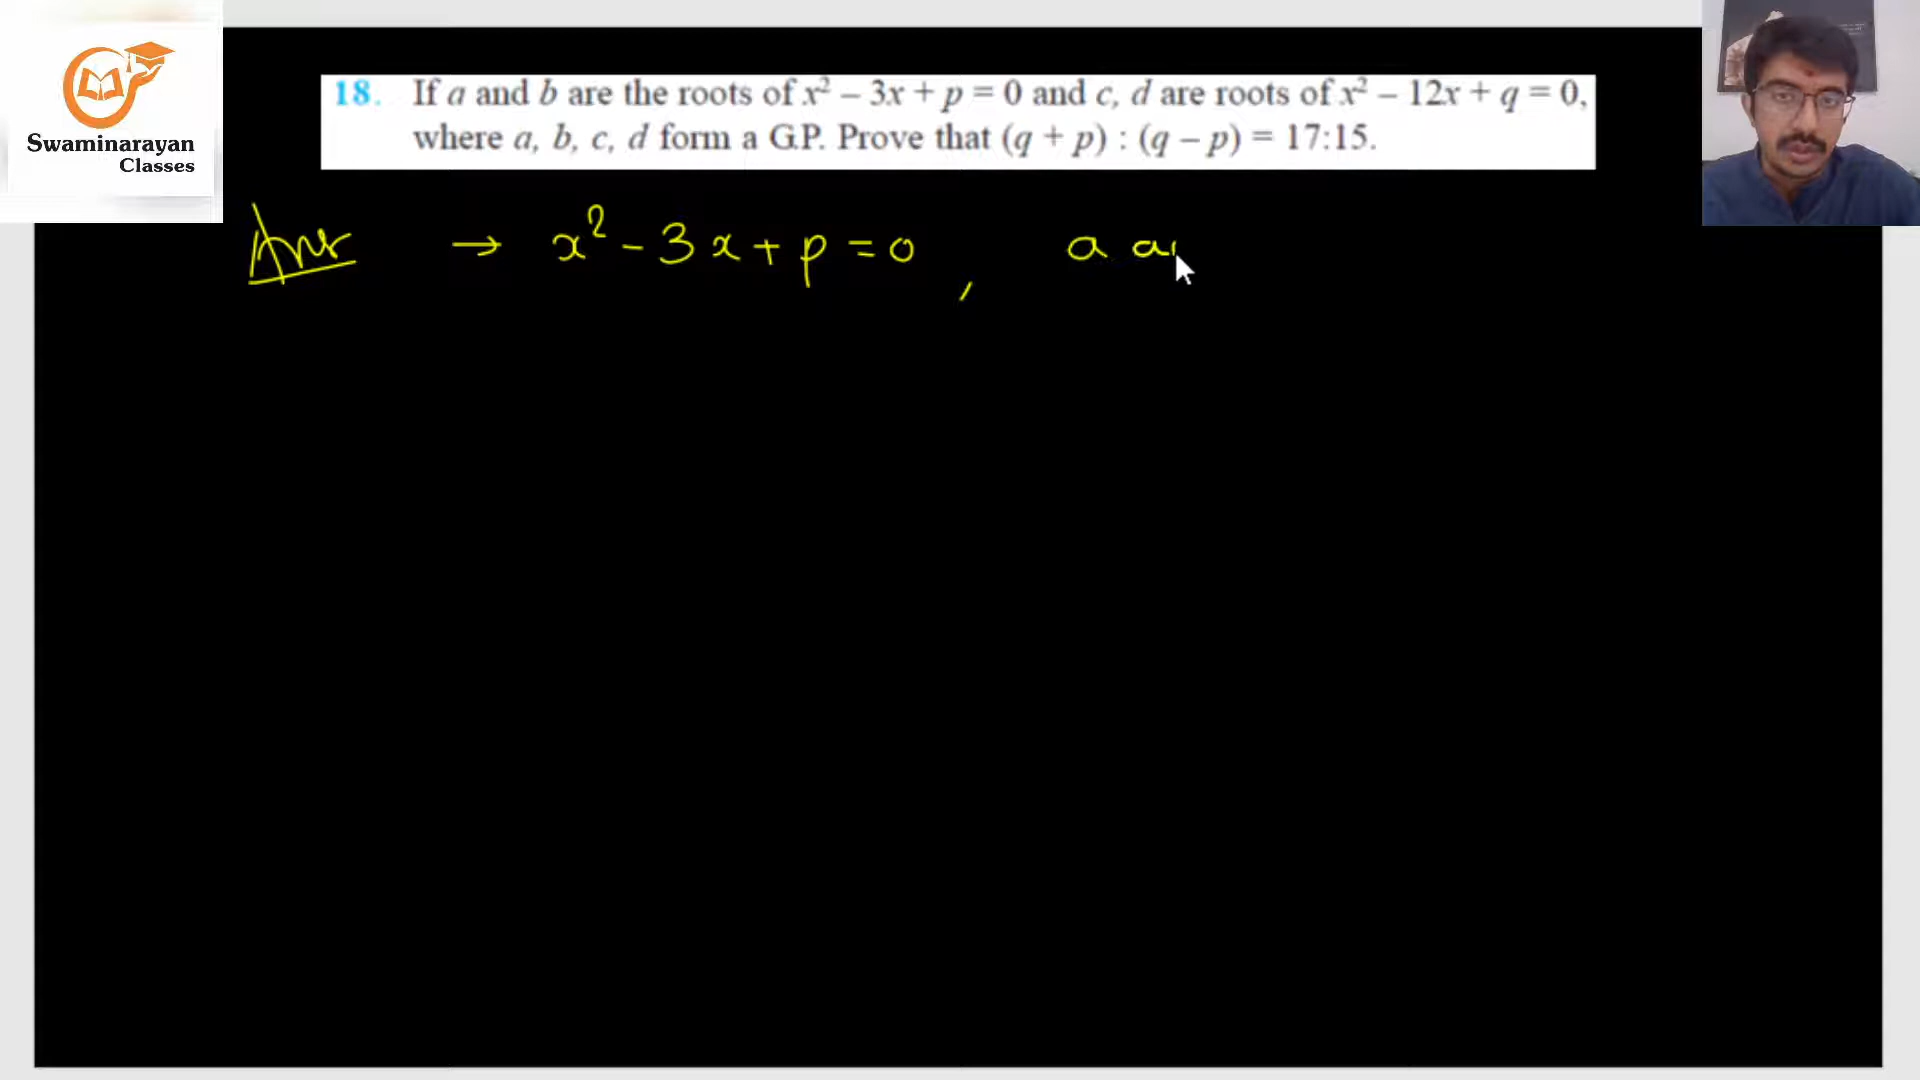 Swaminarayan
Classes
18. If a and b are the roots of x² – 3x + p = 0 and c, d are roots of x² – 12x + q = 0,
where a, b, c, d form a G.P. Prove that (q + p) : (q – p) = 17:15.
Ans → x² - 3x + p = 0 , a a